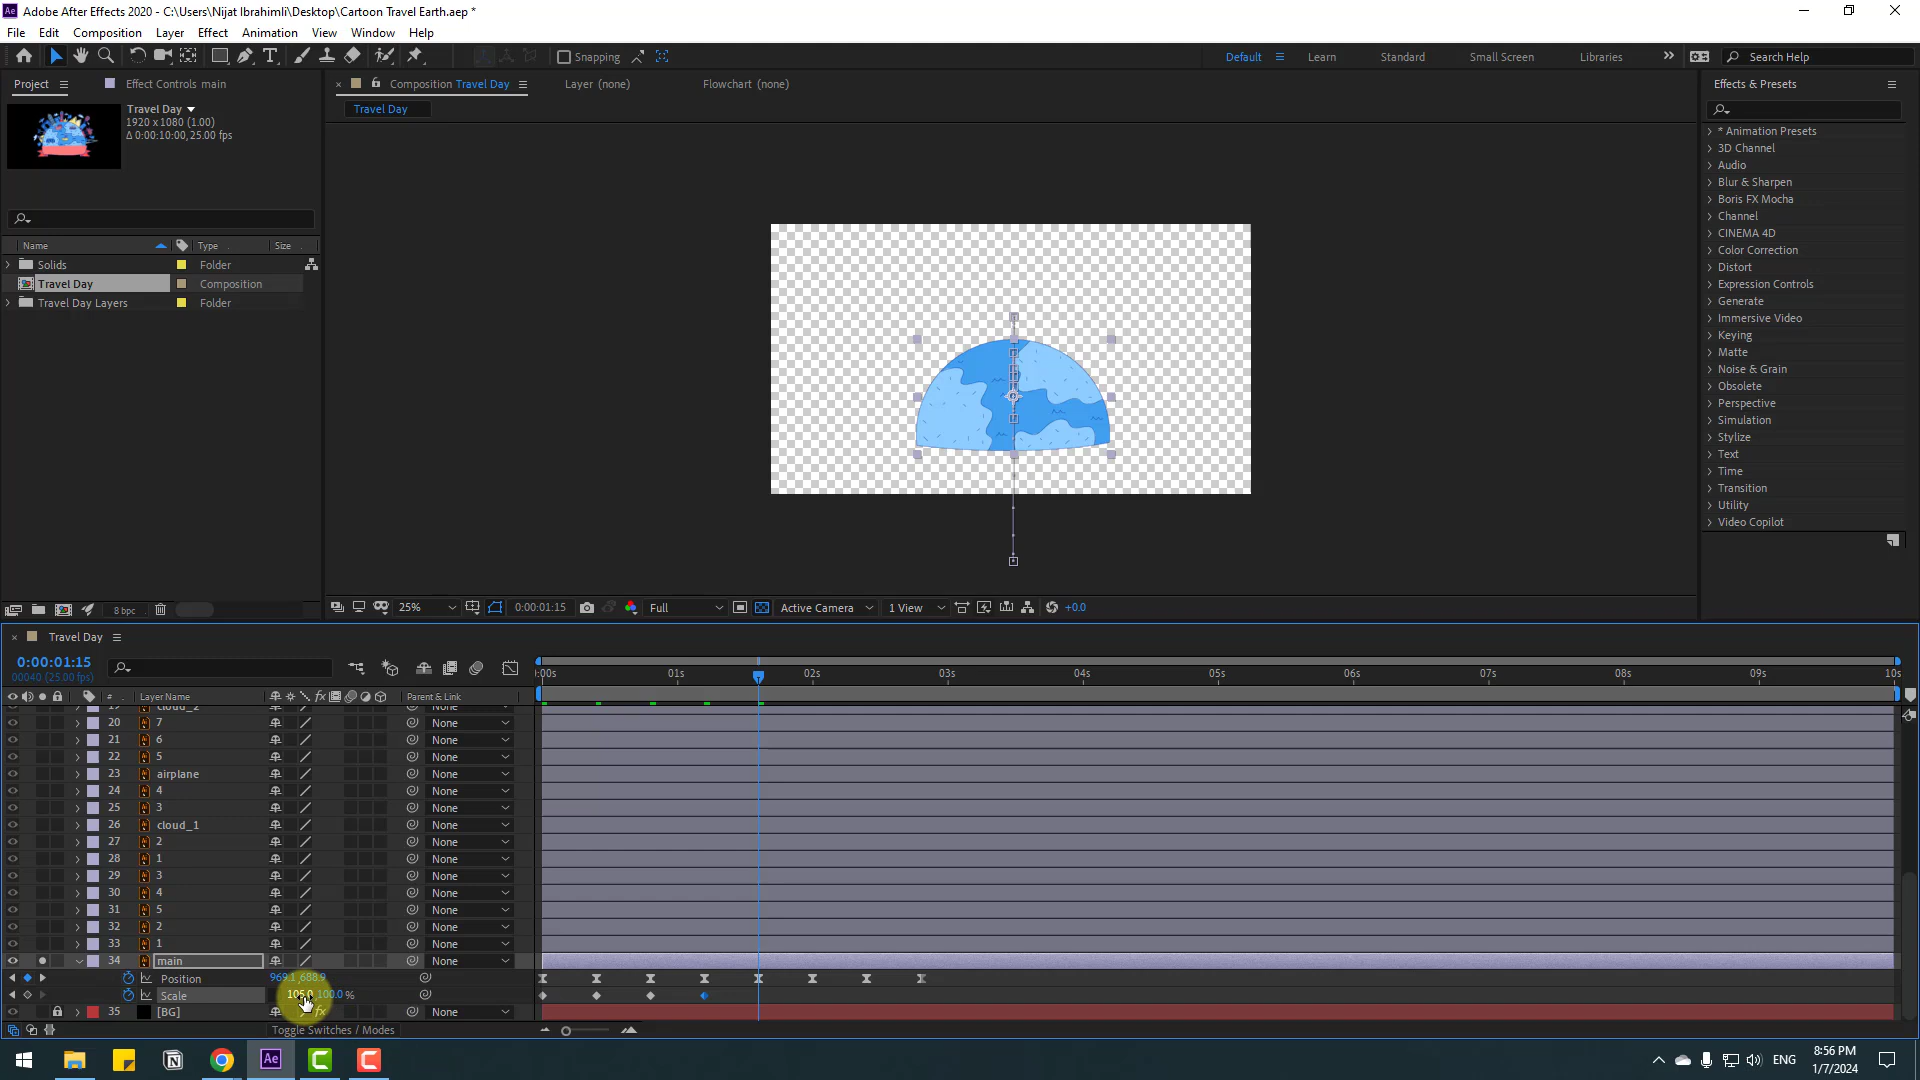 Adobe After Effects 2020 - C:\Users\Nijat Ibrahimli\Desktop\Cartoon Travel Earth.aep *
File Edit Composition Layer Effect Animation View Window Help
Snapping
Default Learn Standard Small Screen Libraries Search Help
Project Effect Controls main
Composition Travel Day Layer (none) Flowchart (none)
Effects & Presets
Travel Day
1920 x 1080 (1.00)
Δ 0:00:10:00, 25.00 fps
Travel Day
Name Type Size
Solids Folder
Travel Day Composition
Travel Day Layers Folder
* Animation Presets
3D Channel
Audio
Blur & Sharpen
Boris FX Mocha
Channel
CINEMA 4D
Color Correction
Distort
Expression Controls
Generate
Immersive Video
Keying
Matte
Noise & Grain
Obsolete
Perspective
Simulation
Stylize
Text
Time
Transition
Utility
Video Copilot
8 bpc
25% 0:00:01:15 Full Active Camera 1 View +0.0
Travel Day
0:00:01:15
00040 (25.00 fps)
:00s 01s 02s 03s 04s 05s 06s 07s 08s 09s 10s
# Layer Name fx Parent & Link
19 cloud_2 None
20 7 None
21 6 None
22 5 None
23 airplane None
24 4 None
25 3 None
26 cloud_1 None
27 2 None
28 1 None
29 3 None
30 4 None
31 5 None
32 2 None
33 1 None
34 main None
Position 969.1,688.9
Scale 105.0,100.0 %
35 [BG] fx None
Toggle Switches / Modes
Ae
ENG
8:56 PM
1/7/2024